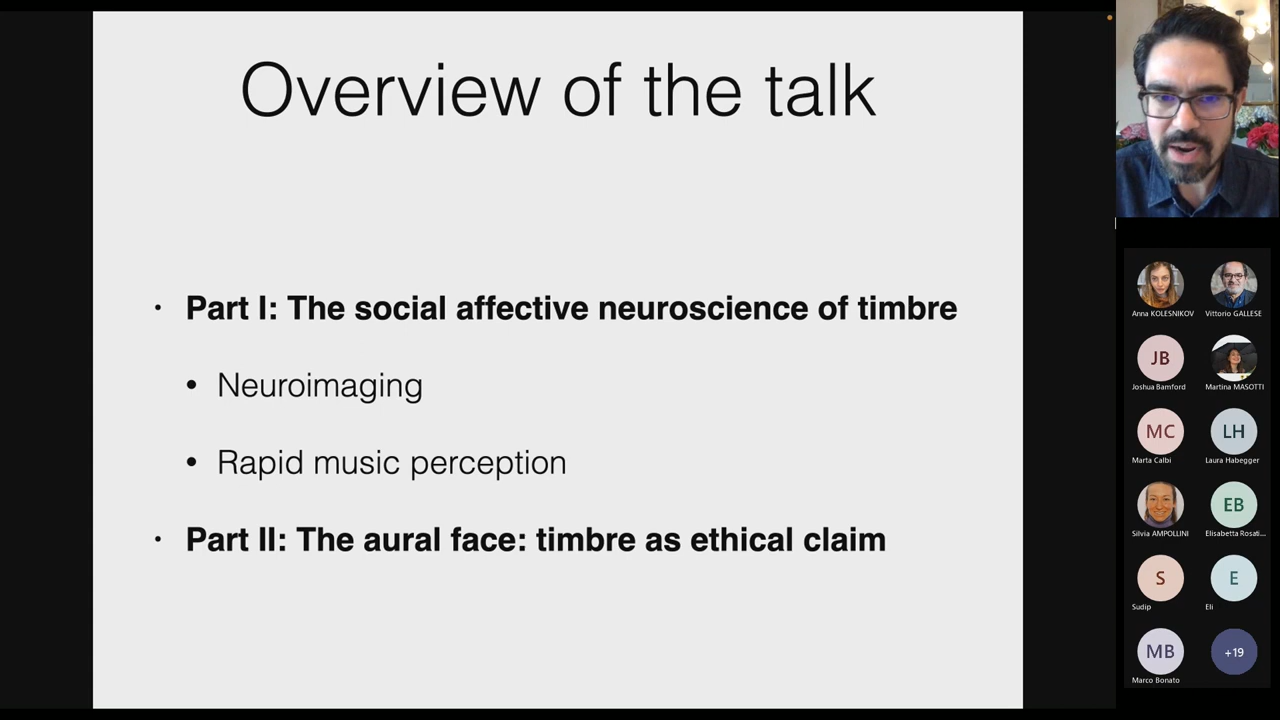 Overview of the talk
· Part I: The social affective neuroscience of timbre
• Neuroimaging
• Rapid music perception
· Part II: The aural face: timbre as ethical claim
Anna KOLESNIKOV
Vittorio GALLESE
JB
Joshua Bamford
Martina MASOTTI
MC
Marta Calbi
LH
Laura Habegger
Silvia AMPOLLINI
EB
Elisabetta Rosati...
S
Sudip
E
Eli
MB
Marco Bonato
+19